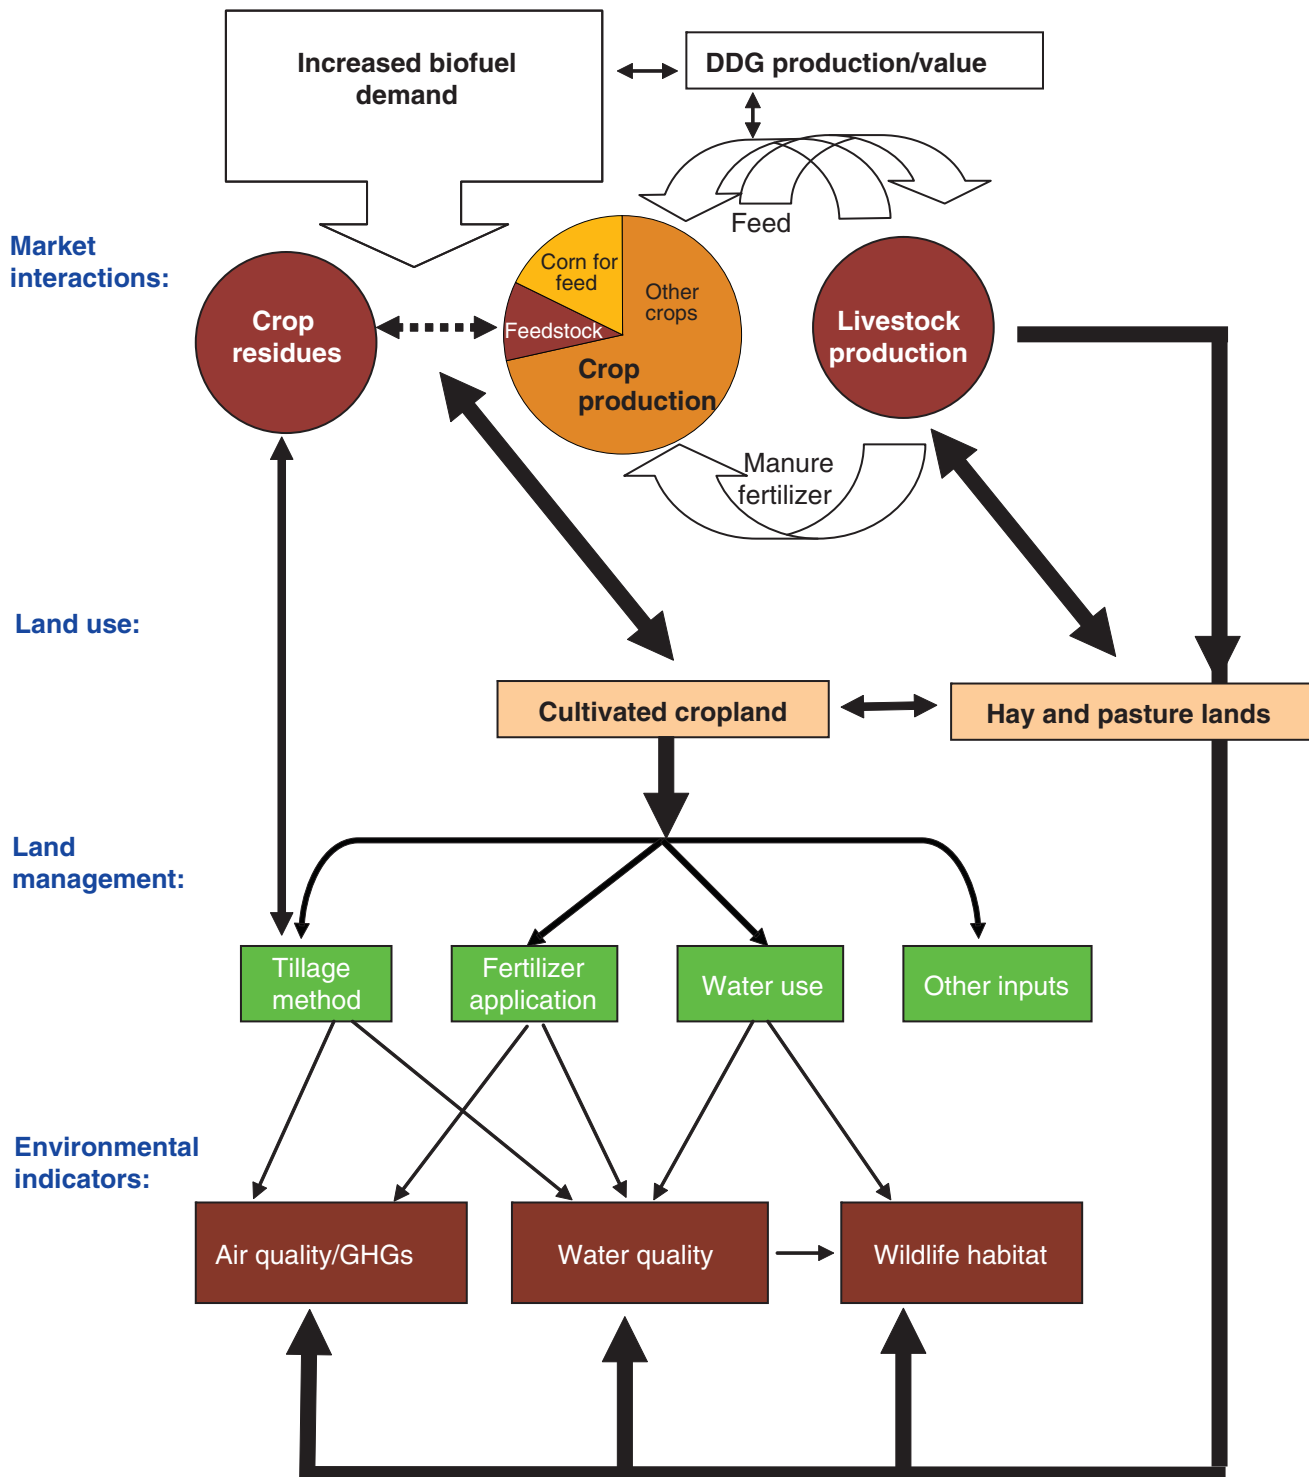 Increased biofuel
demand
DDG production/value
Feed
Market
interactions:
Corn for
feed
Other
crops
Feedstock
Crop
production
Crop
residues
Livestock
production
Manure
fertilizer
Land use:
Cultivated cropland
Hay and pasture lands
Land
management:
Tillage
method
Fertilizer
application
Water use
Other inputs
Environmental
indicators:
Air quality/GHGs
Water quality
Wildlife habitat